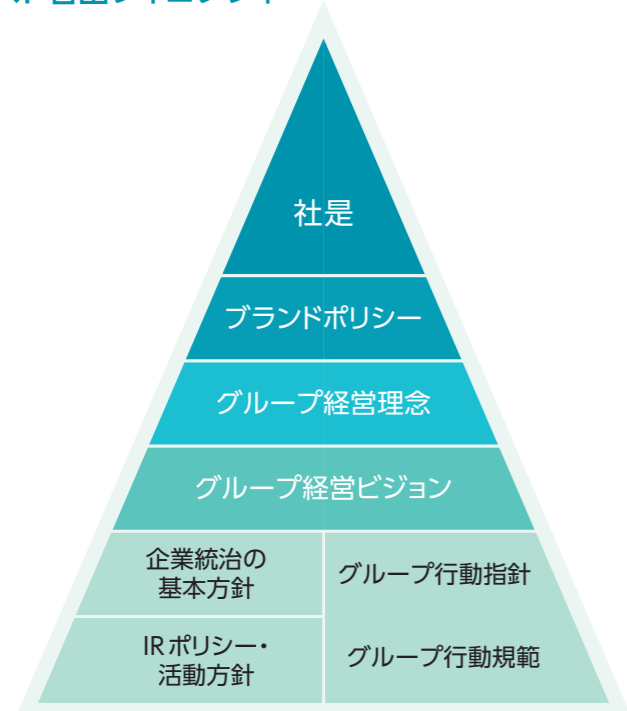 社是
ブランドポリシー
グループ経営理念
グループ経営ビジョン
企業統治の
基本方針
グループ行動指針
IRポリシー・
活動方針
グループ行動規範